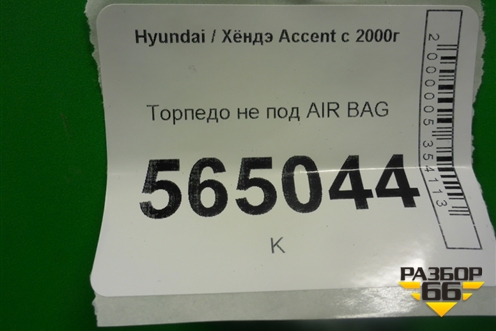 Hyundai / Хёндэ Accent с 2000г
Торпедо не под AIR BAG
565044
К
2000005354113
РАЗБОР
66